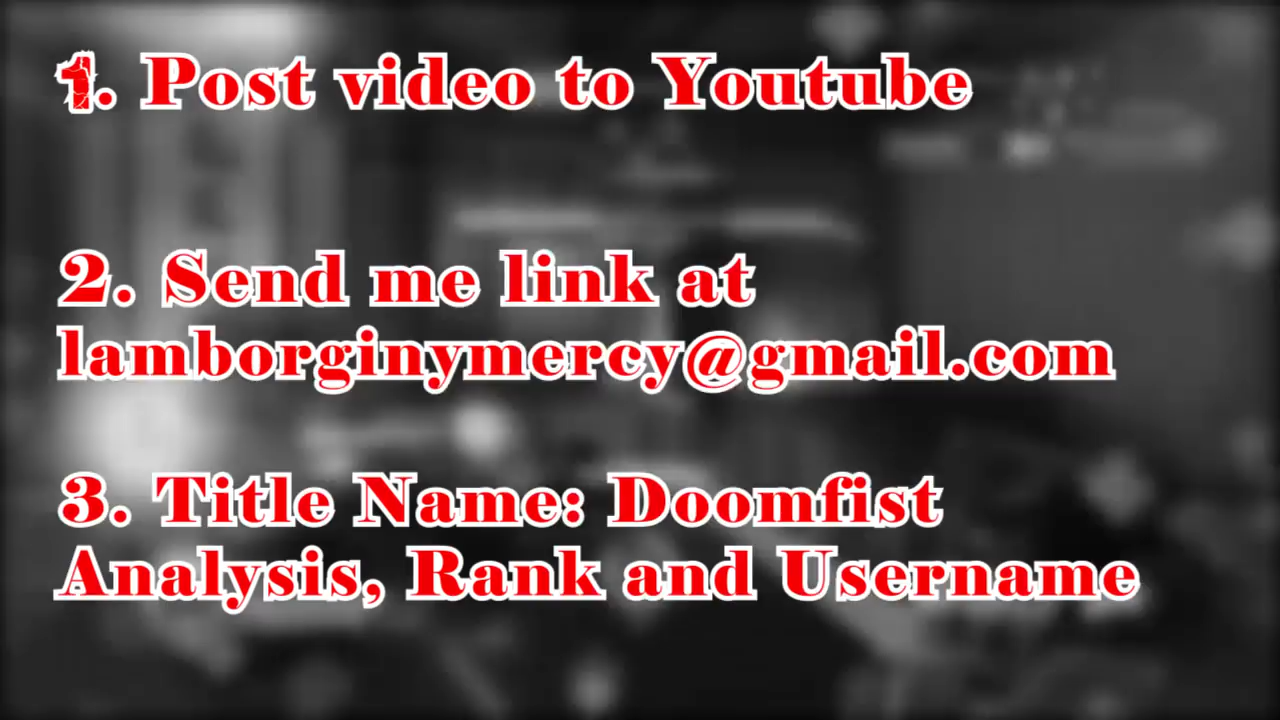 1. Post video to Youtube
2. Send me link at
lamborginymercy@gmail.com
3. Title Name: Doomfist
Analysis, Rank and Username